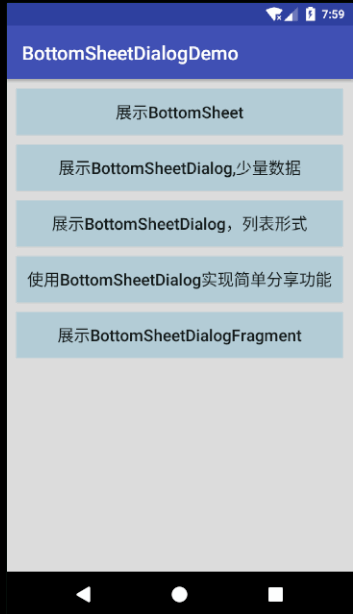 7:59
BottomSheetDialogDemo
展示BottomSheet
展示BottomSheetDialog,少量数据
展示BottomSheetDialog，列表形式
使用BottomSheetDialog实现简单分享功能
展示BottomSheetDialogFragment